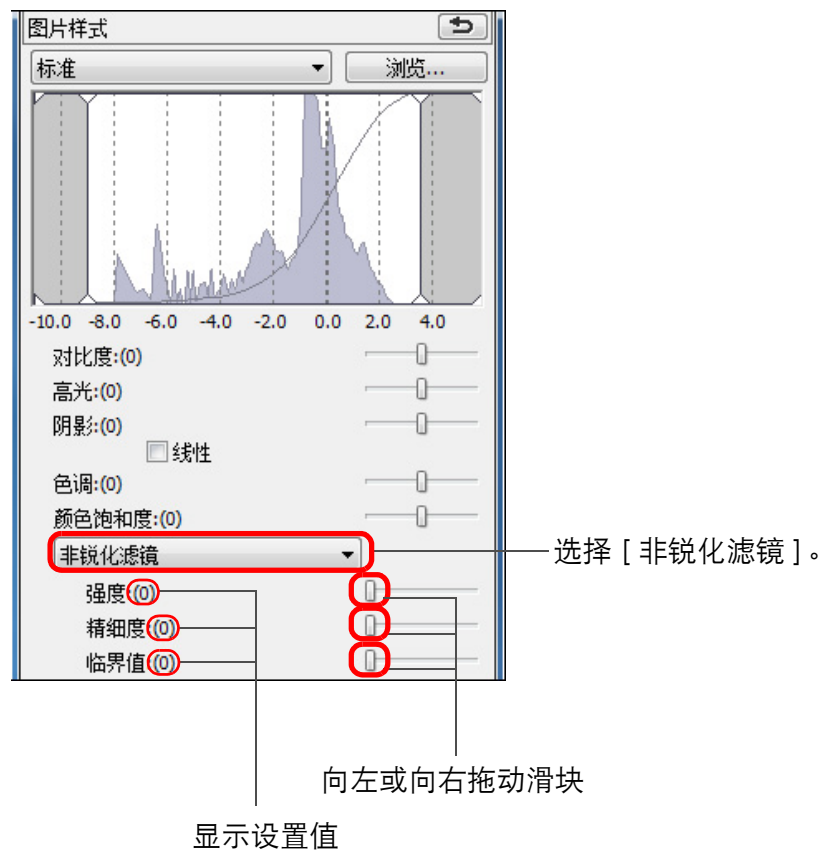 图片样式
标准 浏览...
-10.0 -8.0 -6.0 -4.0 -2.0 0.0 2.0 4.0
对比度:(0)
高光:(0)
阴影:(0)
线性
色调:(0)
颜色饱和度:(0)
非锐化滤镜
选择 [ 非锐化滤镜 ] 。
强度:(0)
精细度:(0)
临界值:(0)
向左或向右拖动滑块
显示设置值